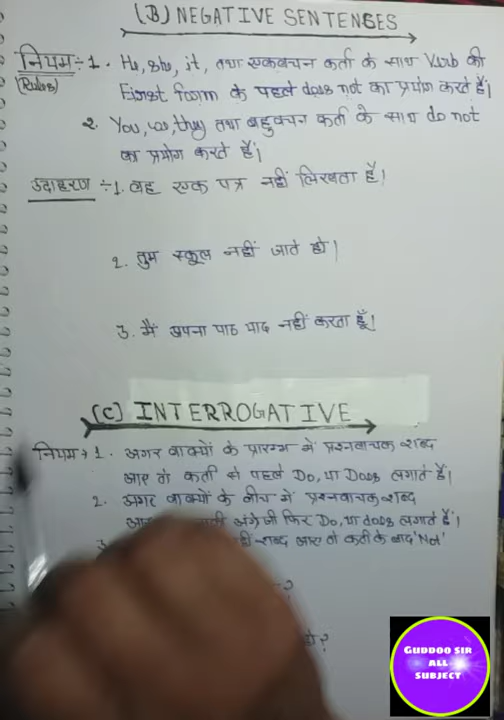 (B) NEGATIVE SENTENSES
नियम ÷ 1. He, she, it, तथा एकवचन कर्ता के साथ Verb की
(Rules) First form के पहले does not का प्रयोग करते हैं।
2. You, we, they तथा बहुवचन कर्ता के साथ do not
का प्रयोग करते हैं।
उदाहरण ÷ 1. वह एक पत्र नहीं लिखता है।
2. तुम स्कूल नहीं जाते हो।
3. मैं अपना पाठ याद नहीं करता हूँ।
(C) INTERROGATIVE
नियम → 1. अगर वाक्यों के प्रारम्भ में प्रश्नवाचक शब्द
आए तो कर्ता से पहले Do, या Does लगाते हैं।
2. अगर वाक्यों के बीच में प्रश्नवाचक शब्द
अंग्रेजी फिर Do, या does लगाते हैं।
3. शब्द आए तो कर्ता के बाद 'Not'
?
हो?
GUDDOO SIR
ALL
SUBJECT